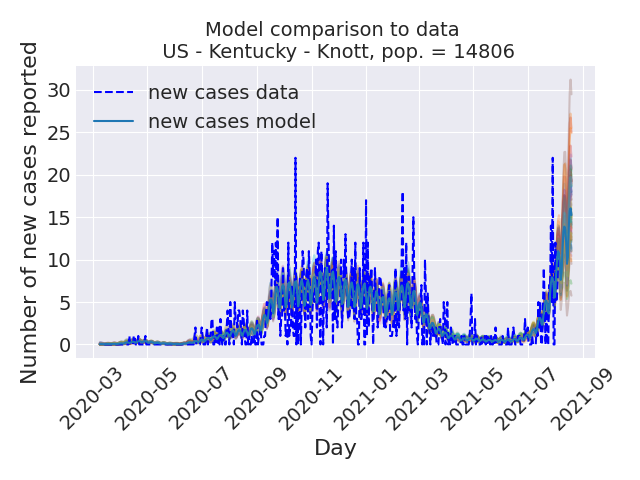 Model comparison to data
US - Kentucky - Knott, pop. = 14806
Number of new cases reported
new cases data
new cases model
30
25
20
15
10
5
0
2020-03
2020-05
2020-07
2020-09
2020-11
2021-01
2021-03
2021-05
2021-07
2021-09
Day